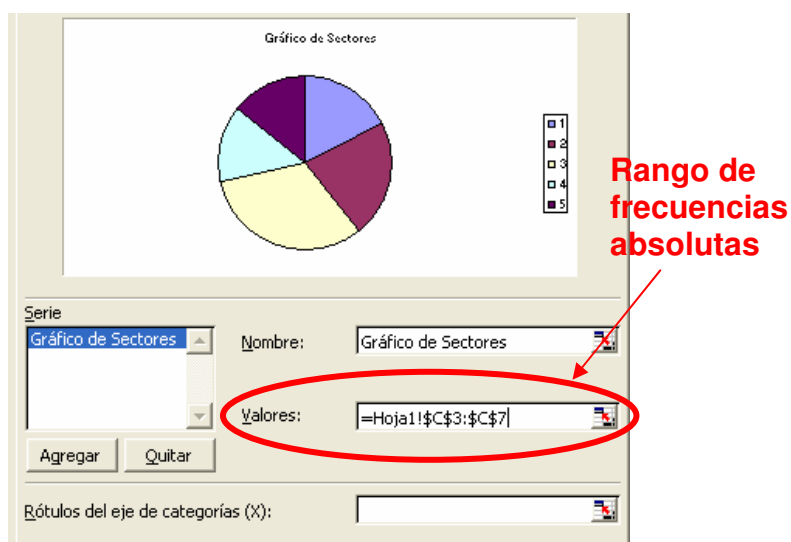 Gráfico de Sectores
1
2
3
4
5
Rango de
frecuencias
absolutas
Serie
Gráfico de Sectores
Nombre:
Gráfico de Sectores
Valores:
=Hoja1!$C$3:$C$7
Agregar
Quitar
Rótulos del eje de categorías (X):